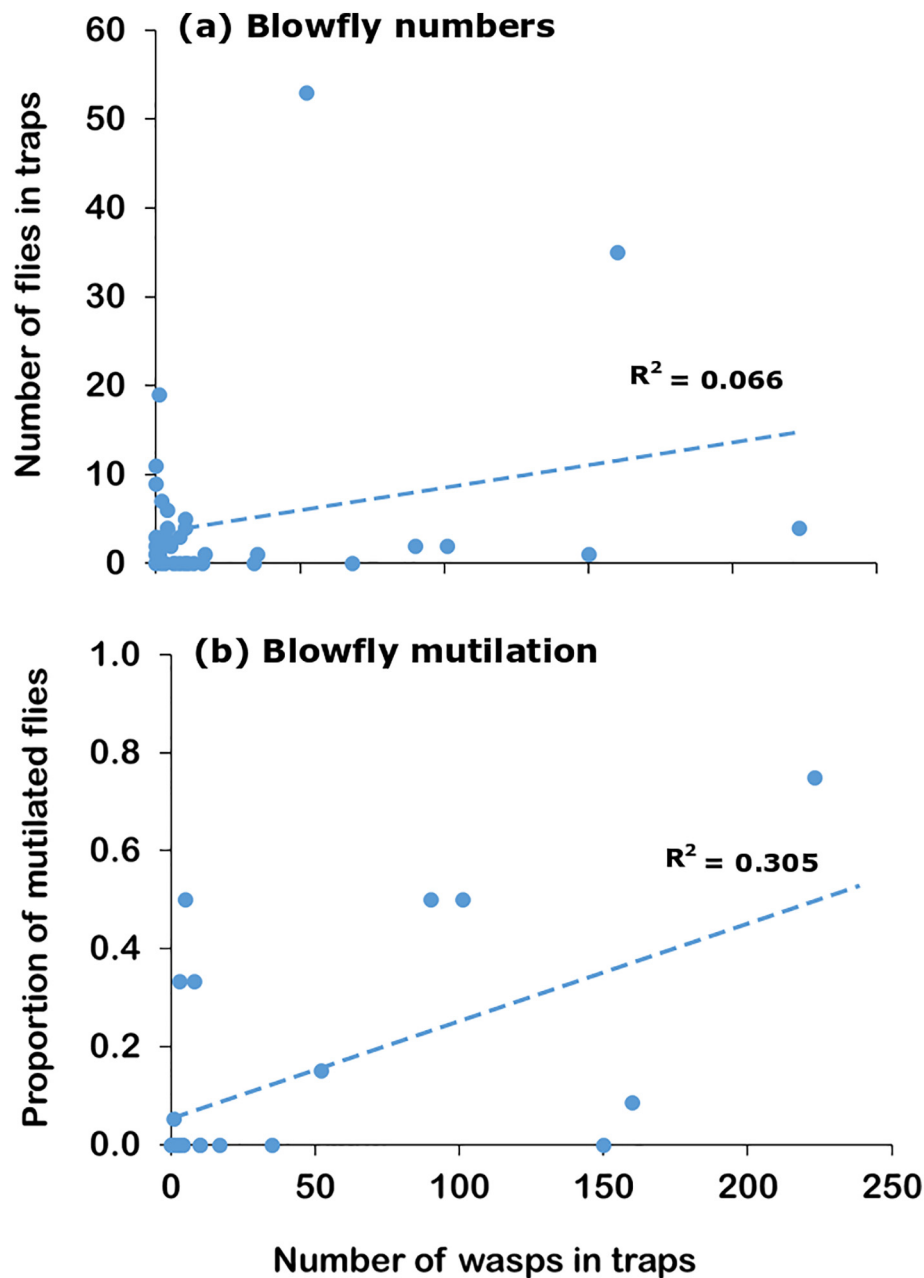 (a) Blowfly numbers
Number of flies in traps
60
50
40
30
20
10
0
R² = 0.066
(b) Blowfly mutilation
Proportion of mutilated flies
1.0
0.8
0.6
0.4
0.2
0.0
R² = 0.305
0 50 100 150 200 250
Number of wasps in traps